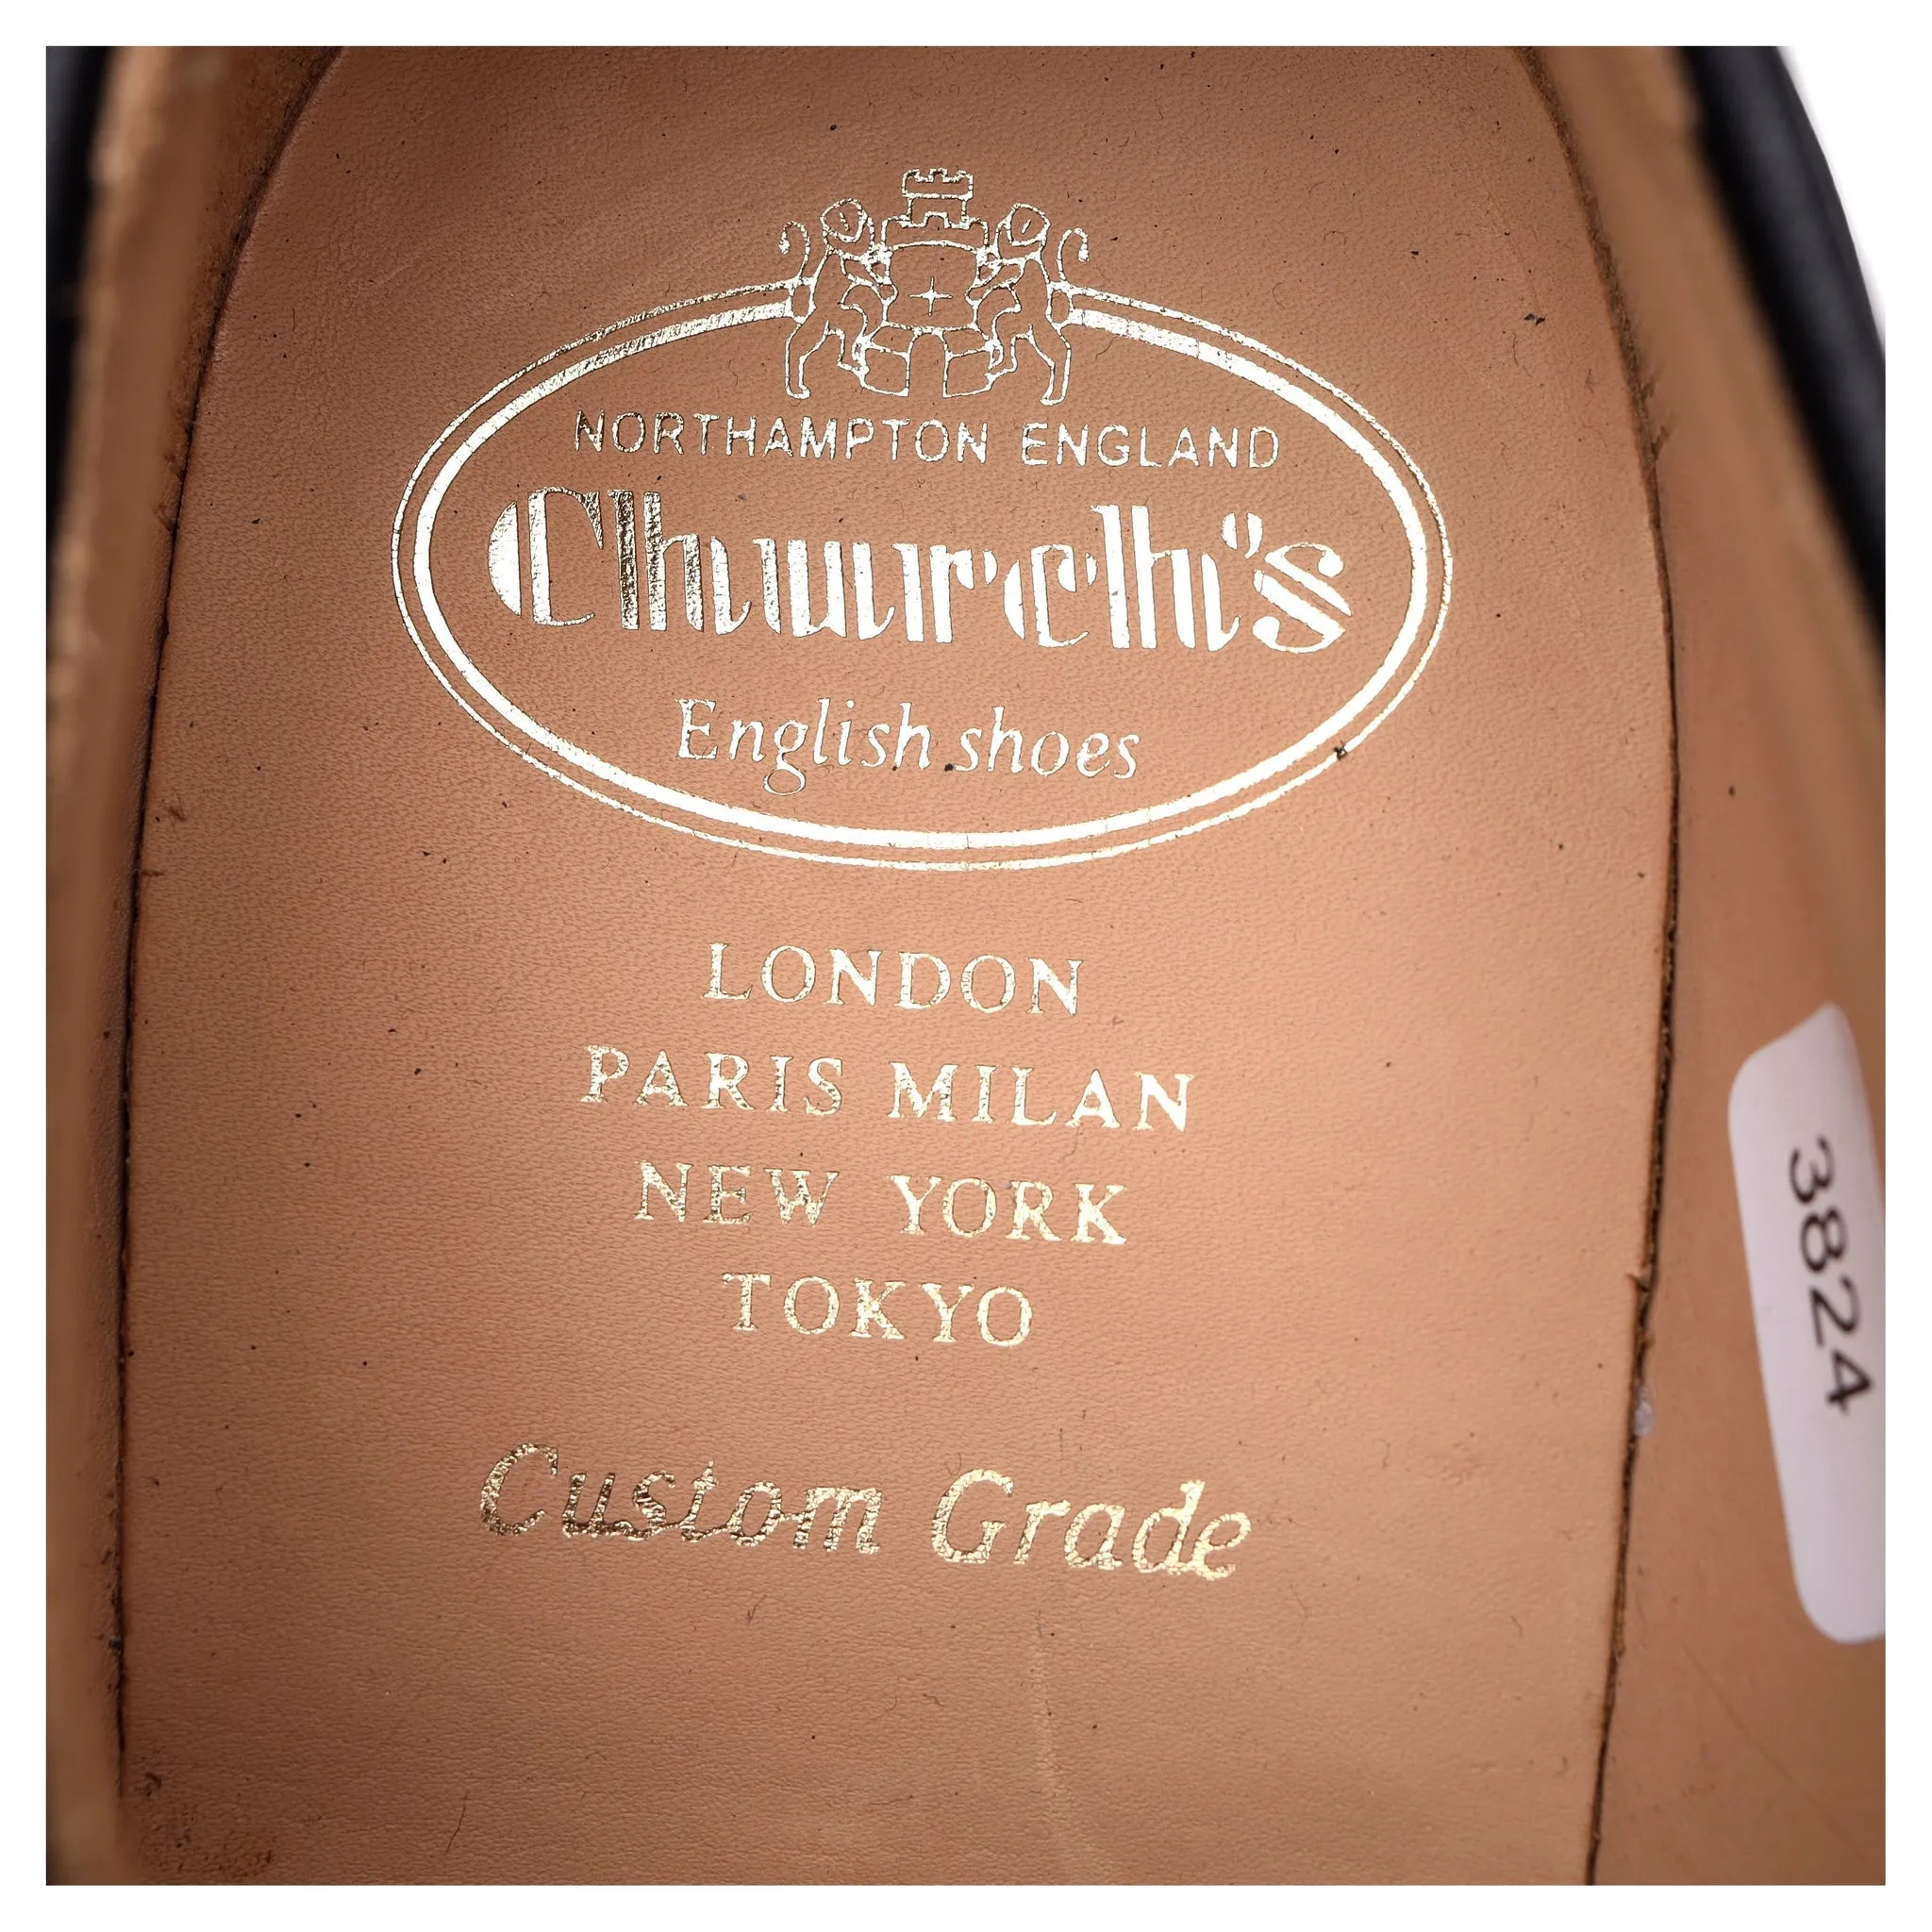 NORTHAMPTON ENGLAND
Church's
English shoes
LONDON
PARIS MILAN
NEW YORK
TOKYO
Custom Grade
3824